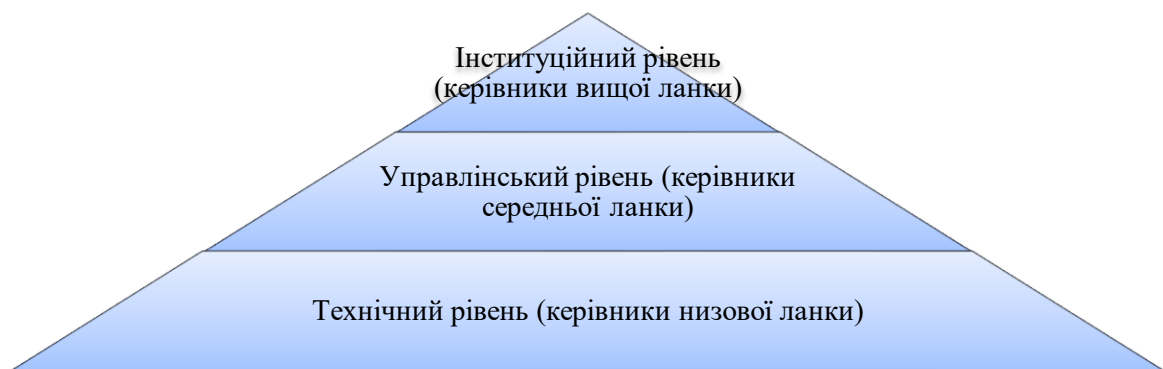 Інституційний рівень
(керівники вищої ланки)
Управлінський рівень (керівники
середньої ланки)
Технічний рівень (керівники низової ланки)